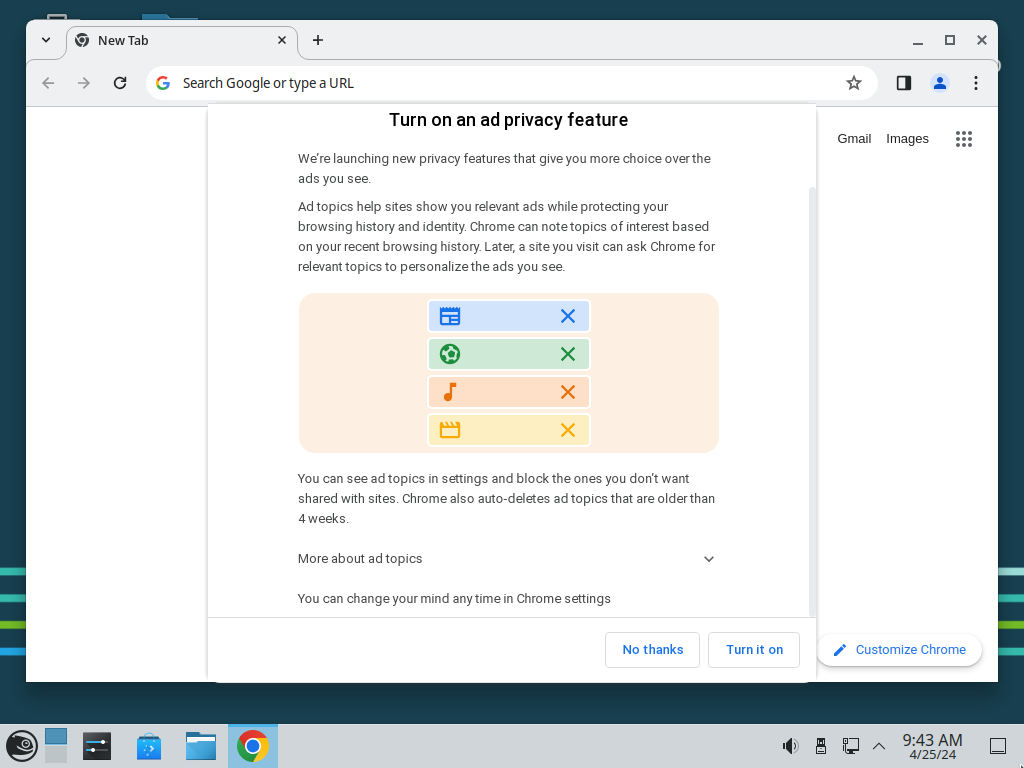 New Tab
Search Google or type a URL
Gmail Images
Turn on an ad privacy feature
We're launching new privacy features that give you more choice over the
ads you see.
Ad topics help sites show you relevant ads while protecting your
browsing history and identity. Chrome can note topics of interest based
on your recent browsing history. Later, a site you visit can ask Chrome for
relevant topics to personalize the ads you see.
You can see ad topics in settings and block the ones you don't want
shared with sites. Chrome also auto-deletes ad topics that are older than
4 weeks.
More about ad topics
You can change your mind any time in Chrome settings
No thanks Turn it on
Customize Chrome
9:43 AM
4/25/24